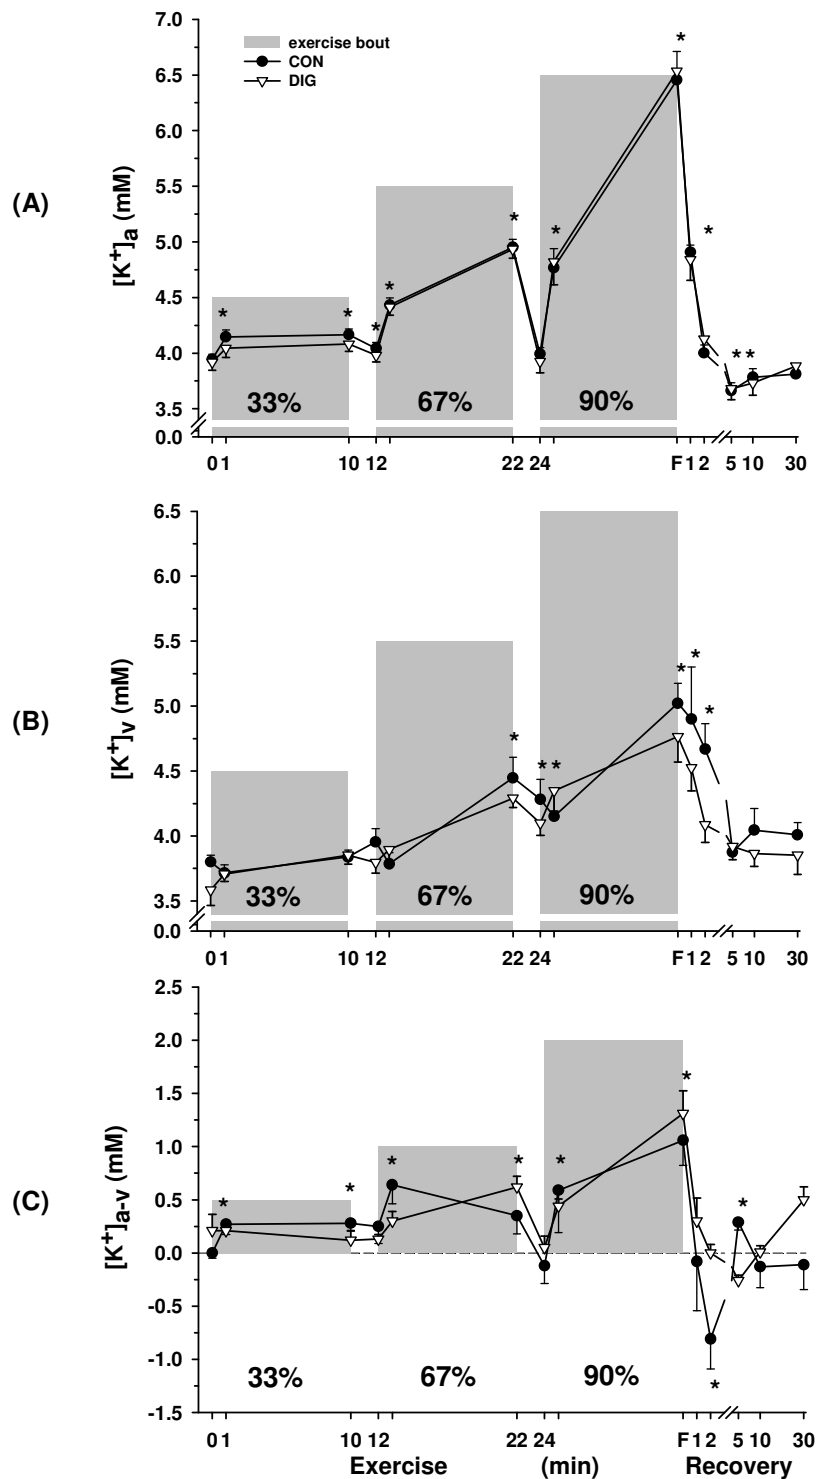 (A)
[K+]a (mM)
7.0
6.5
6.0
5.5
5.0
4.5
4.0
3.5
0.0
exercise bout
CON
DIG
* * * * * * * * * * *
33% 67% 90%
0 1 10 12 22 24 F 1 2 5 10 30
(B)
[K+]v (mM)
6.5
6.0
5.5
5.0
4.5
4.0
3.5
0.0
* * * * * *
33% 67% 90%
0 1 10 12 22 24 F 1 2 5 10 30
(C)
[K+]a-v (mM)
2.5
2.0
1.5
1.0
0.5
0.0
-0.5
-1.0
-1.5
* * * * * * * *
33% 67% 90%
0 1 10 12 22 24 F 1 2 5 10 30
Exercise (min) Recovery